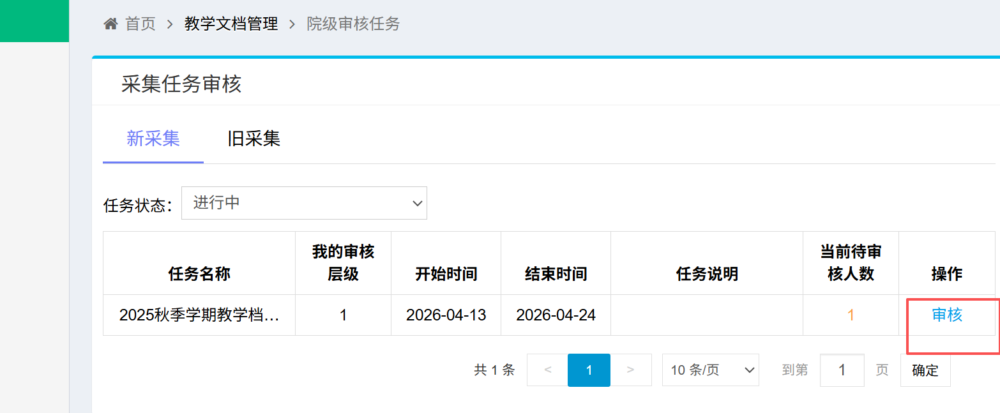 首页 > 教学文档管理 > 院级审核任务
采集任务审核
新采集 旧采集
任务状态： 进行中
任务名称 我的审核层级 开始时间 结束时间 任务说明 当前待审核人数 操作
2025秋季学期教学档... 1 2026-04-13 2026-04-24 1 审核
共 1 条 < 1 > 10 条/页 到第 1 页 确定